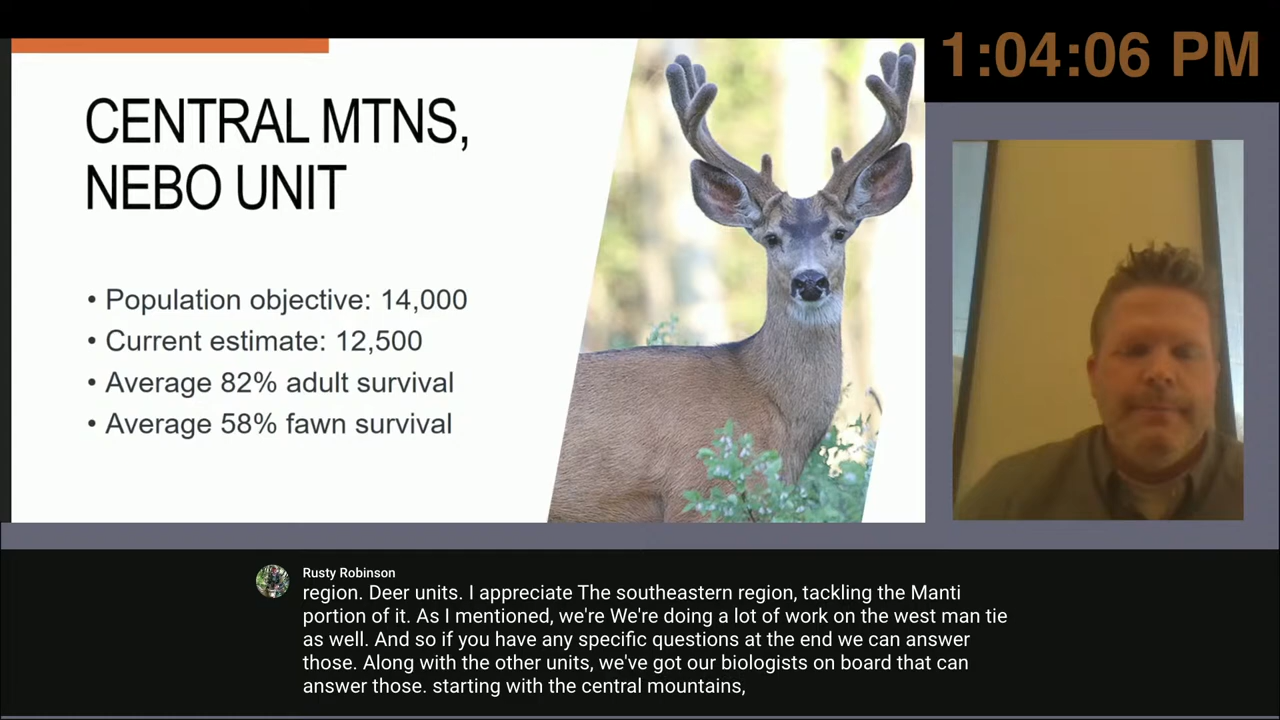 1:04:06 PM
CENTRAL MTNS,
NEBO UNIT
• Population objective: 14,000
• Current estimate: 12,500
• Average 82% adult survival
• Average 58% fawn survival
Rusty Robinson
region. Deer units. I appreciate The southeastern region, tackling the Manti
portion of it. As I mentioned, we're We're doing a lot of work on the west man tie
as well. And so if you have any specific questions at the end we can answer
those. Along with the other units, we've got our biologists on board that can
answer those. starting with the central mountains,